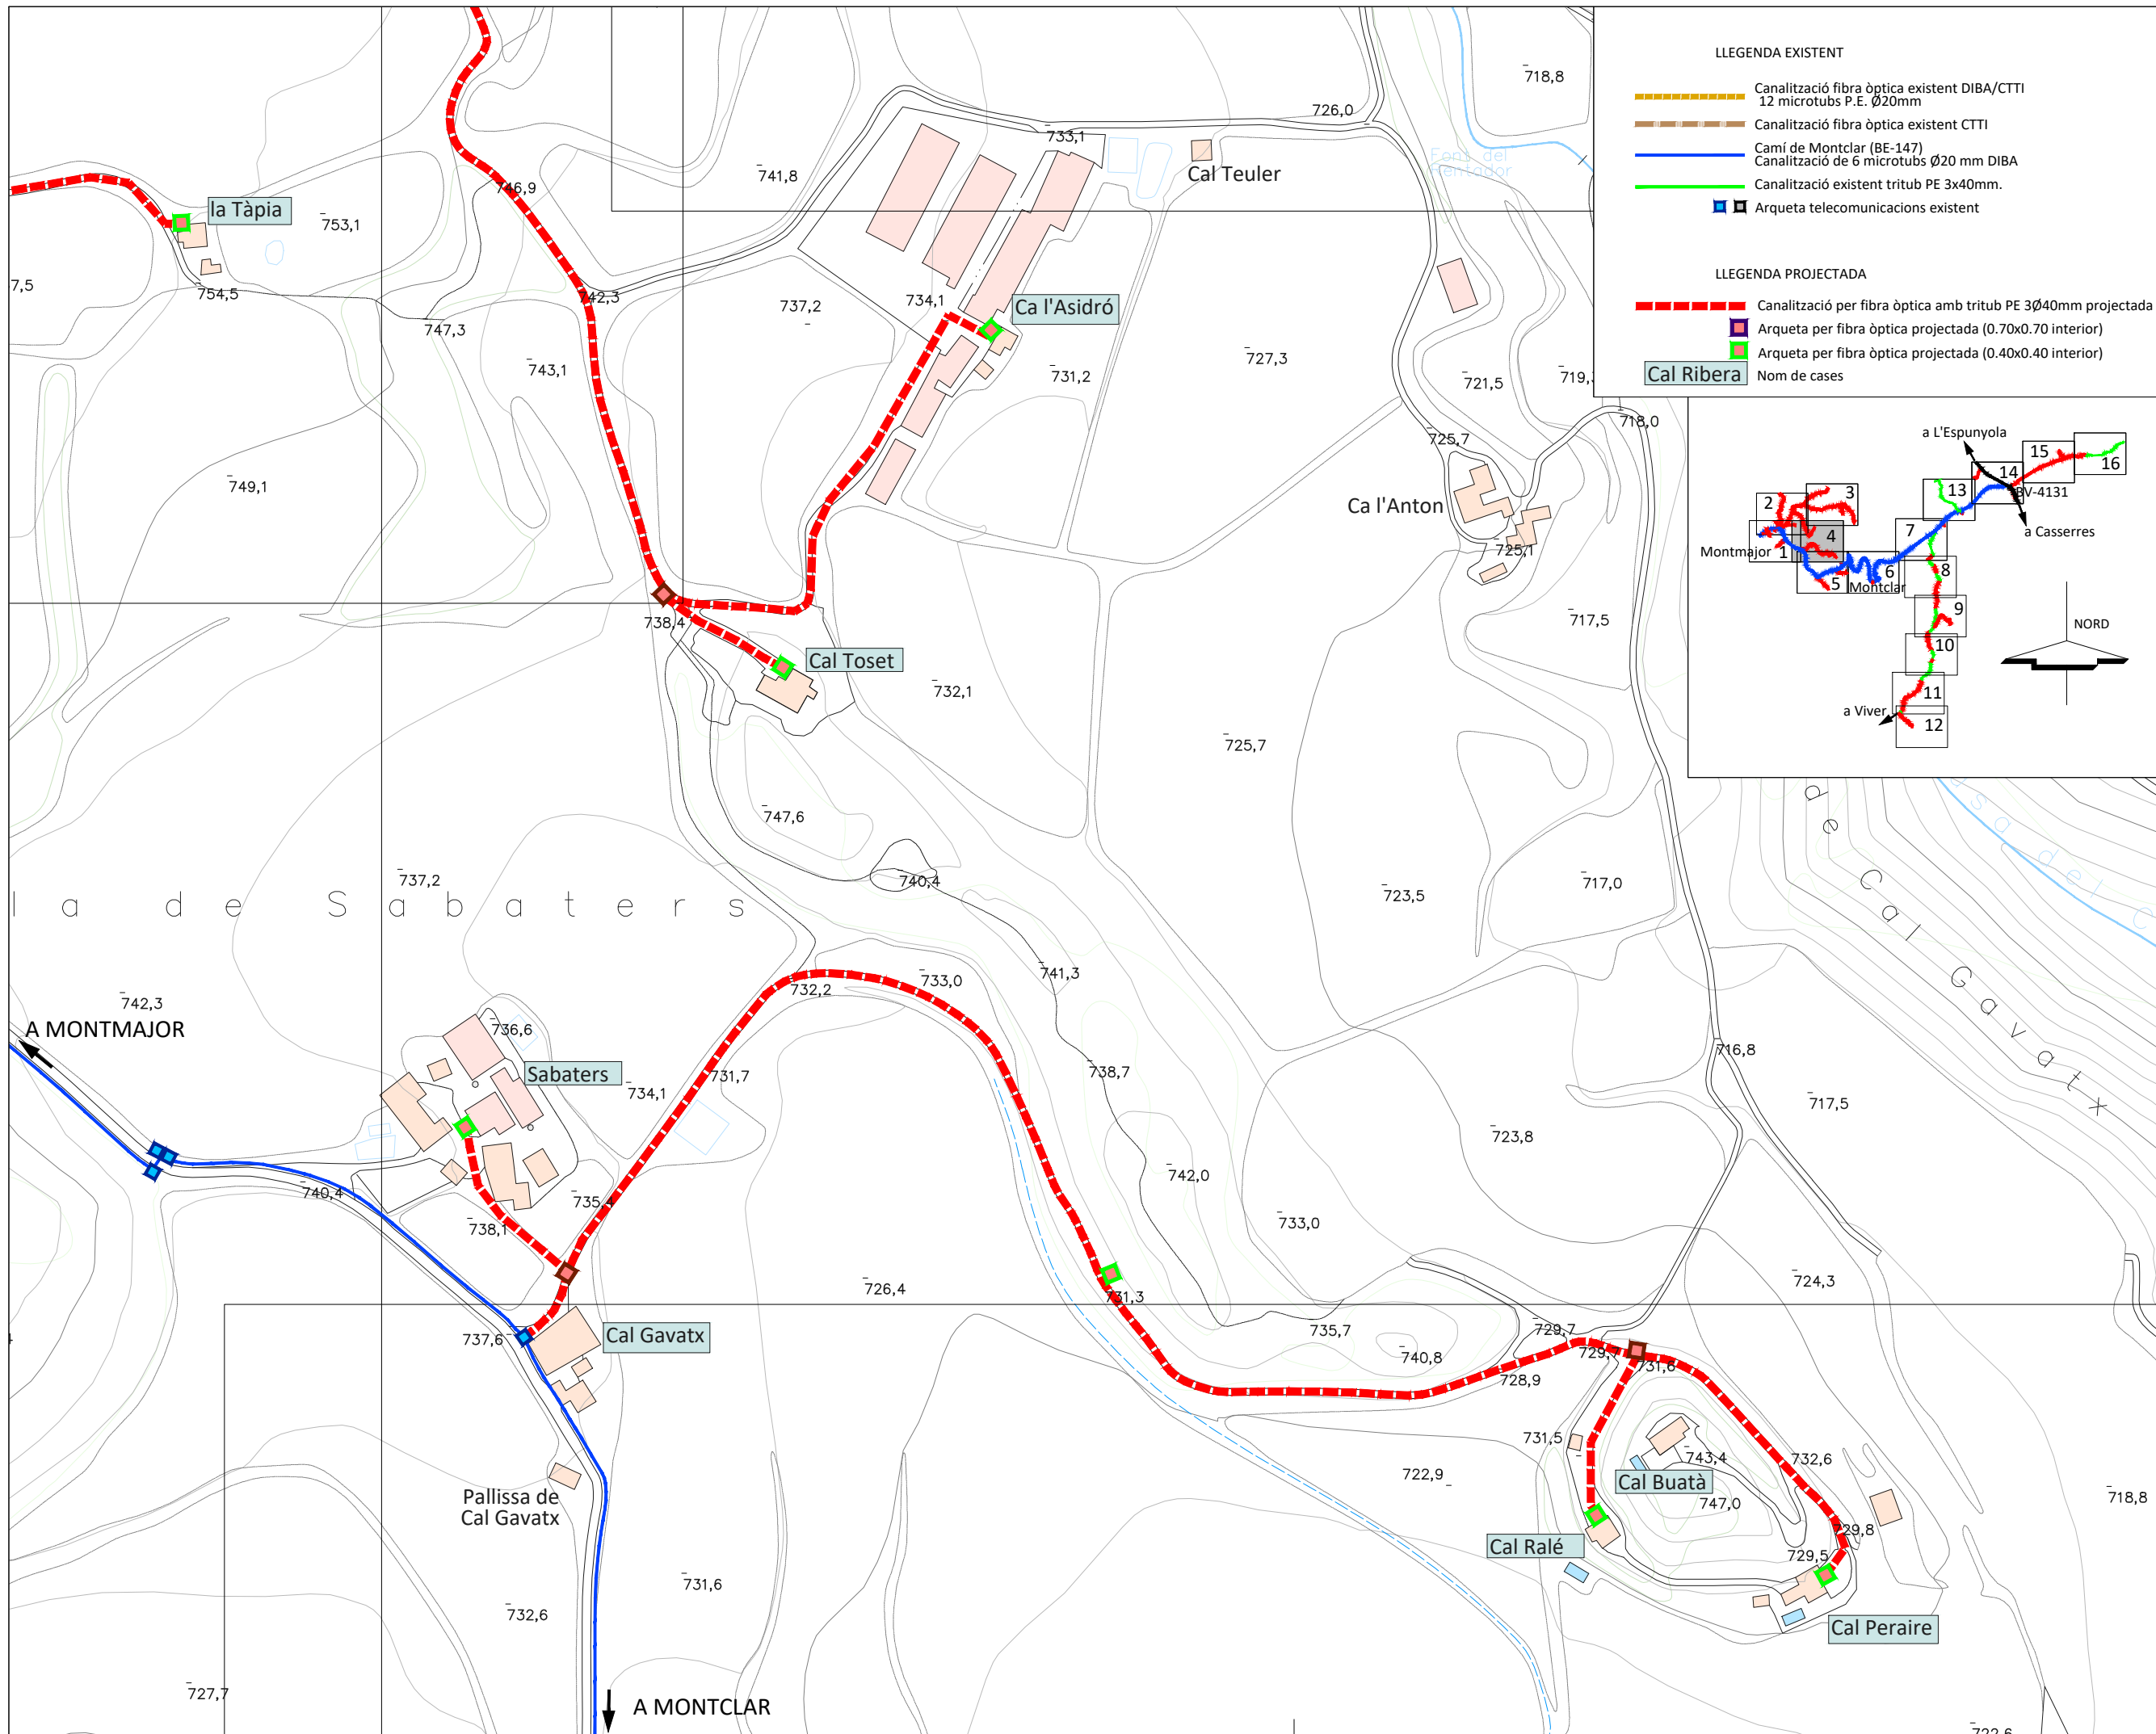 LLEGENDA EXISTENT
Canalització fibra òptica existent DIBA/CTTI
12 microtubs P.E. Ø20mm
Canalització fibra òptica existent CTTI
Camí de Montclar (BE-147)
Canalització de 6 microtubs Ø20 mm DIBA
Canalització existent tritub PE 3x40mm.
Arqueta telecomunicacions existent
LLEGENDA PROJECTADA
Canalització per fibra òptica amb tritub PE 3Ø40mm projectada
Arqueta per fibra òptica projectada (0.70x0.70 interior)
Arqueta per fibra òptica projectada (0.40x0.40 interior)
Cal Ribera Nom de cases
a L'Espunyola
15
16
14
BV-4131
13
a Casserres
2
3
4
7
Montmajor
1
5
6
Montclar
8
9
10
11
12
a Viver
NORD
718,8
726,0
733,1
Cal Teuler
Font del
Rentador
741,8
746,9
la Tàpia
753,1
7,5
754,5
747,3
742,3
737,2
734,1
Ca l'Asidró
743,1
731,2
727,3
721,5
718,0
725,7
749,1
Ca l'Anton
725,1
738,4
717,5
Cal Toset
732,1
725,7
747,6
740,4
737,2
723,5
717,0
la de Sabaters
de Cal Gavatx
742,3
A MONTMAJOR
732,2
733,0
741,3
736,6
Sabaters
734,1
731,7
738,7
716,8
717,5
723,8
740,4
738,1
742,0
733,0
726,4
731,3
724,3
737,6
Cal Gavatx
735,7
740,8
729,7
729,7
731,6
728,9
731,5
743,4
732,6
722,9
Cal Buatà
747,0
718,8
Pallissa de
Cal Gavatx
729,8
Cal Ralé
729,5
731,6
732,6
Cal Peraire
727,7
A MONTCLAR